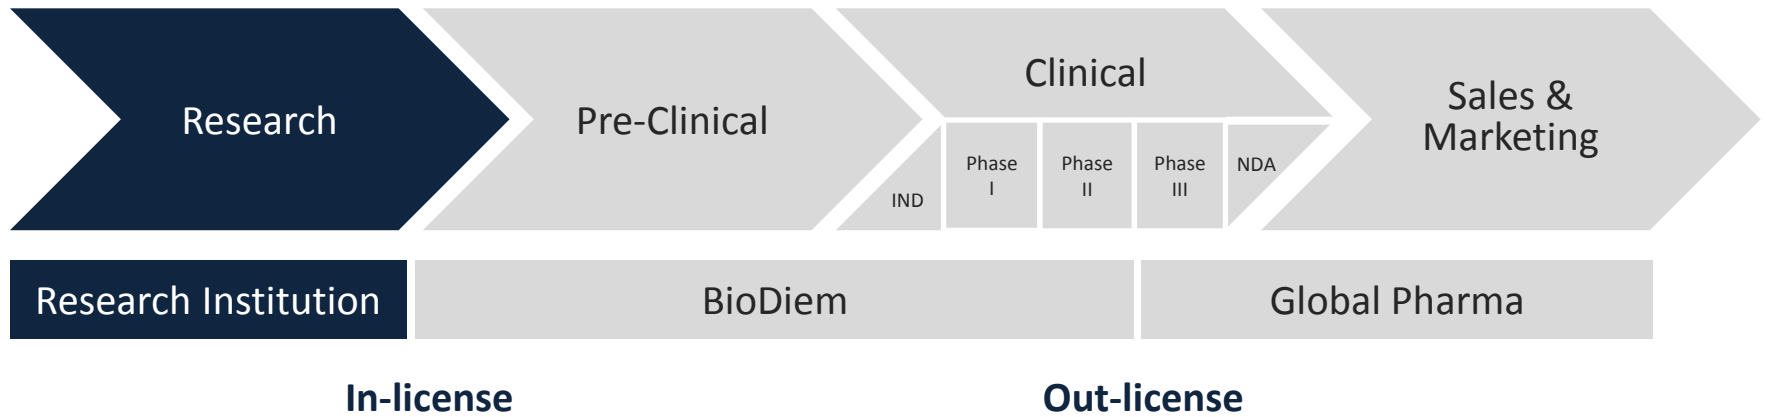 Research
Pre-Clinical
Clinical
IND
Phase
I
Phase
II
Phase
III
NDA
Sales &
Marketing
Research Institution
BioDiem
Global Pharma
In-license
Out-license